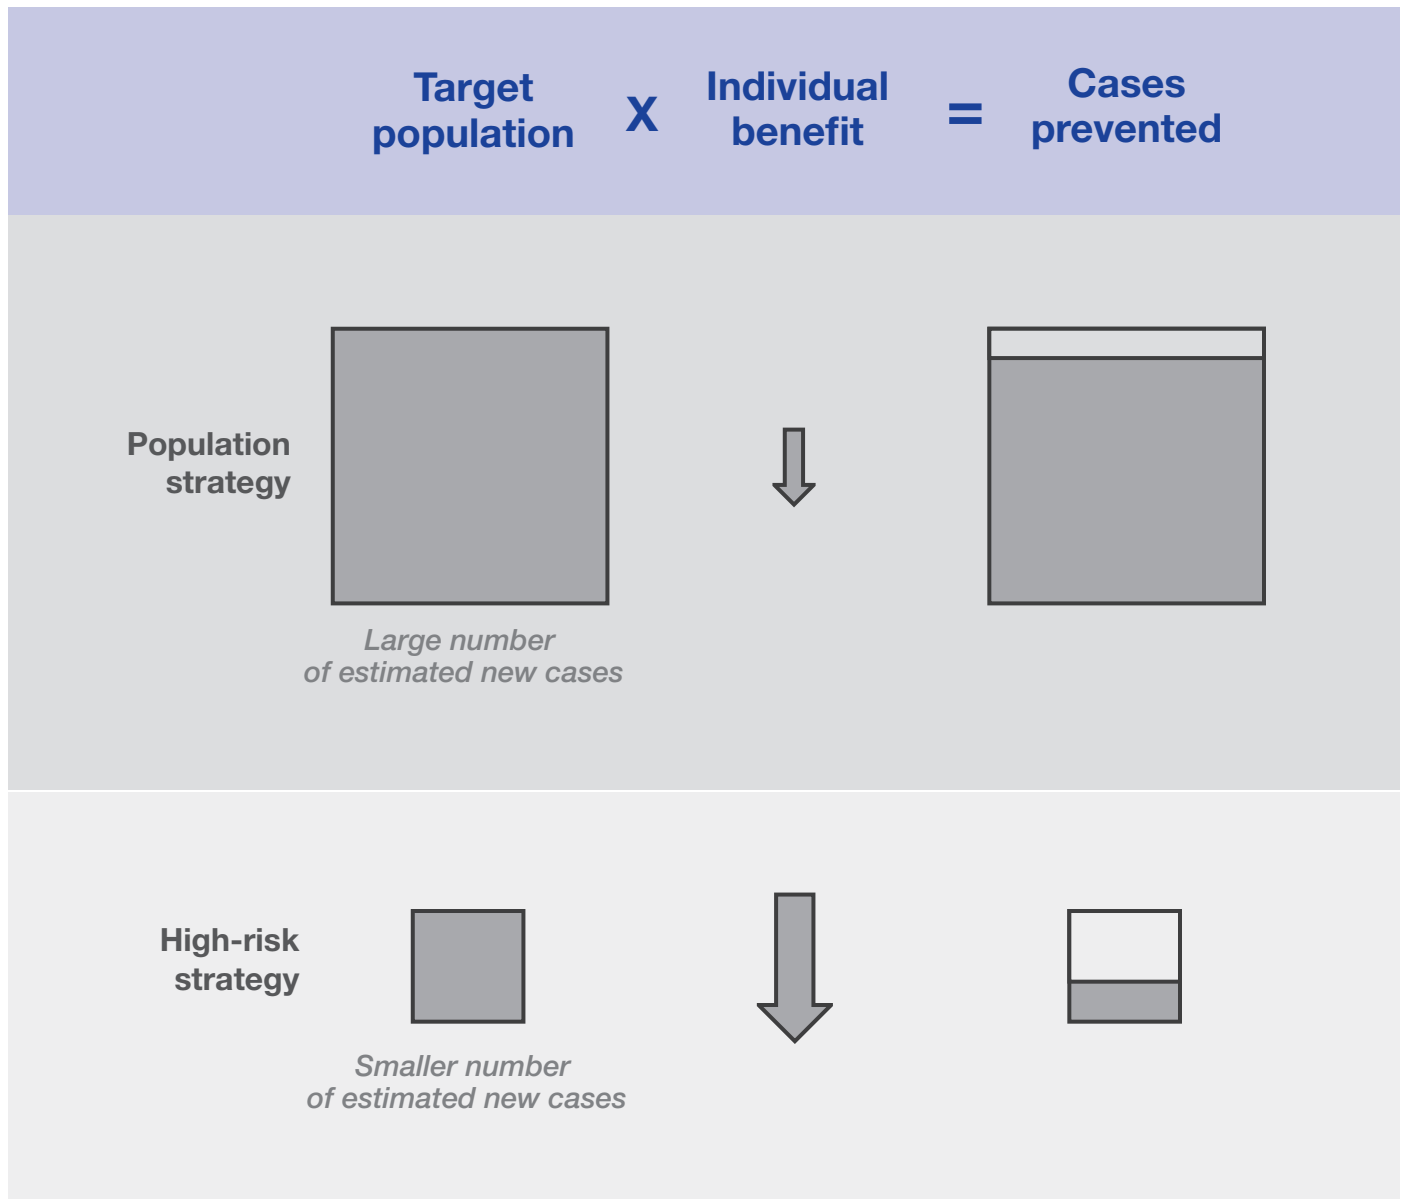 Target
population
X
Individual
benefit
=
Cases
prevented
Population
strategy
Large number
of estimated new cases
High-risk
strategy
Smaller number
of estimated new cases